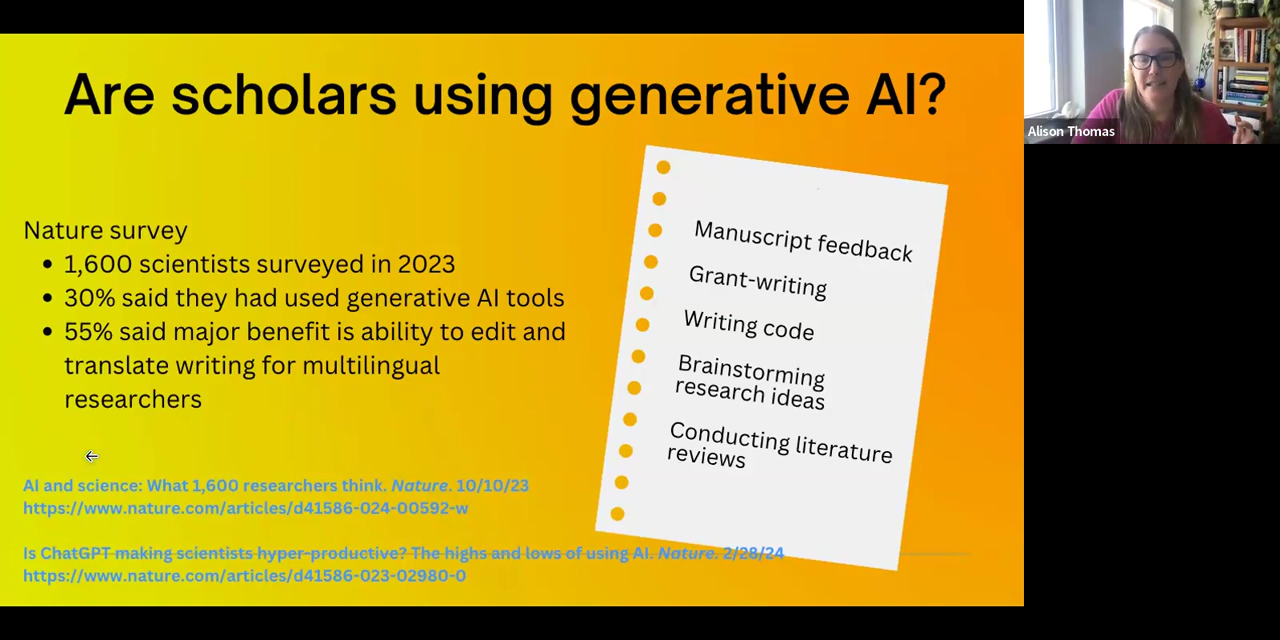 Are scholars using generative AI?
Alison Thomas
Nature survey
• 1,600 scientists surveyed in 2023
• 30% said they had used generative AI tools
• 55% said major benefit is ability to edit and
translate writing for multilingual
researchers
Manuscript feedback
Grant-writing
Writing code
Brainstorming
research ideas
Conducting literature
reviews
AI and science: What 1,600 researchers think. Nature. 10/10/23
https://www.nature.com/articles/d41586-024-00592-w
Is ChatGPT making scientists hyper-productive? The highs and lows of using AI. Nature. 2/28/24
https://www.nature.com/articles/d41586-023-02980-0